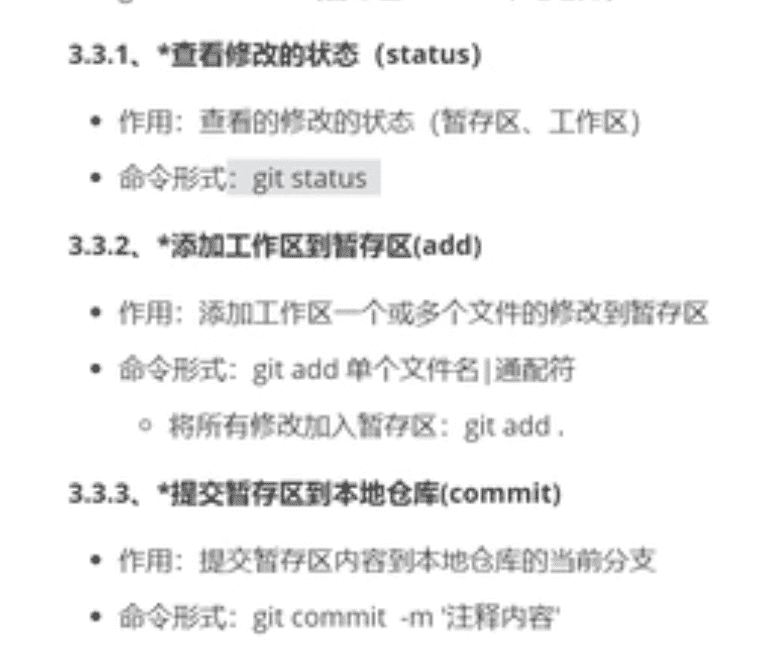 3.3.1、*查看修改的状态（status）
作用：查看的修改的状态（暂存区、工作区）
命令形式：git status
3.3.2、*添加工作区到暂存区(add)
作用：添加工作区一个或多个文件的修改到暂存区
命令形式：git add 单个文件名|通配符
将所有修改加入暂存区：git add .
3.3.3、*提交暂存区到本地仓库(commit)
作用：提交暂存区内容到本地仓库的当前分支
命令形式：git commit -m '注释内容'